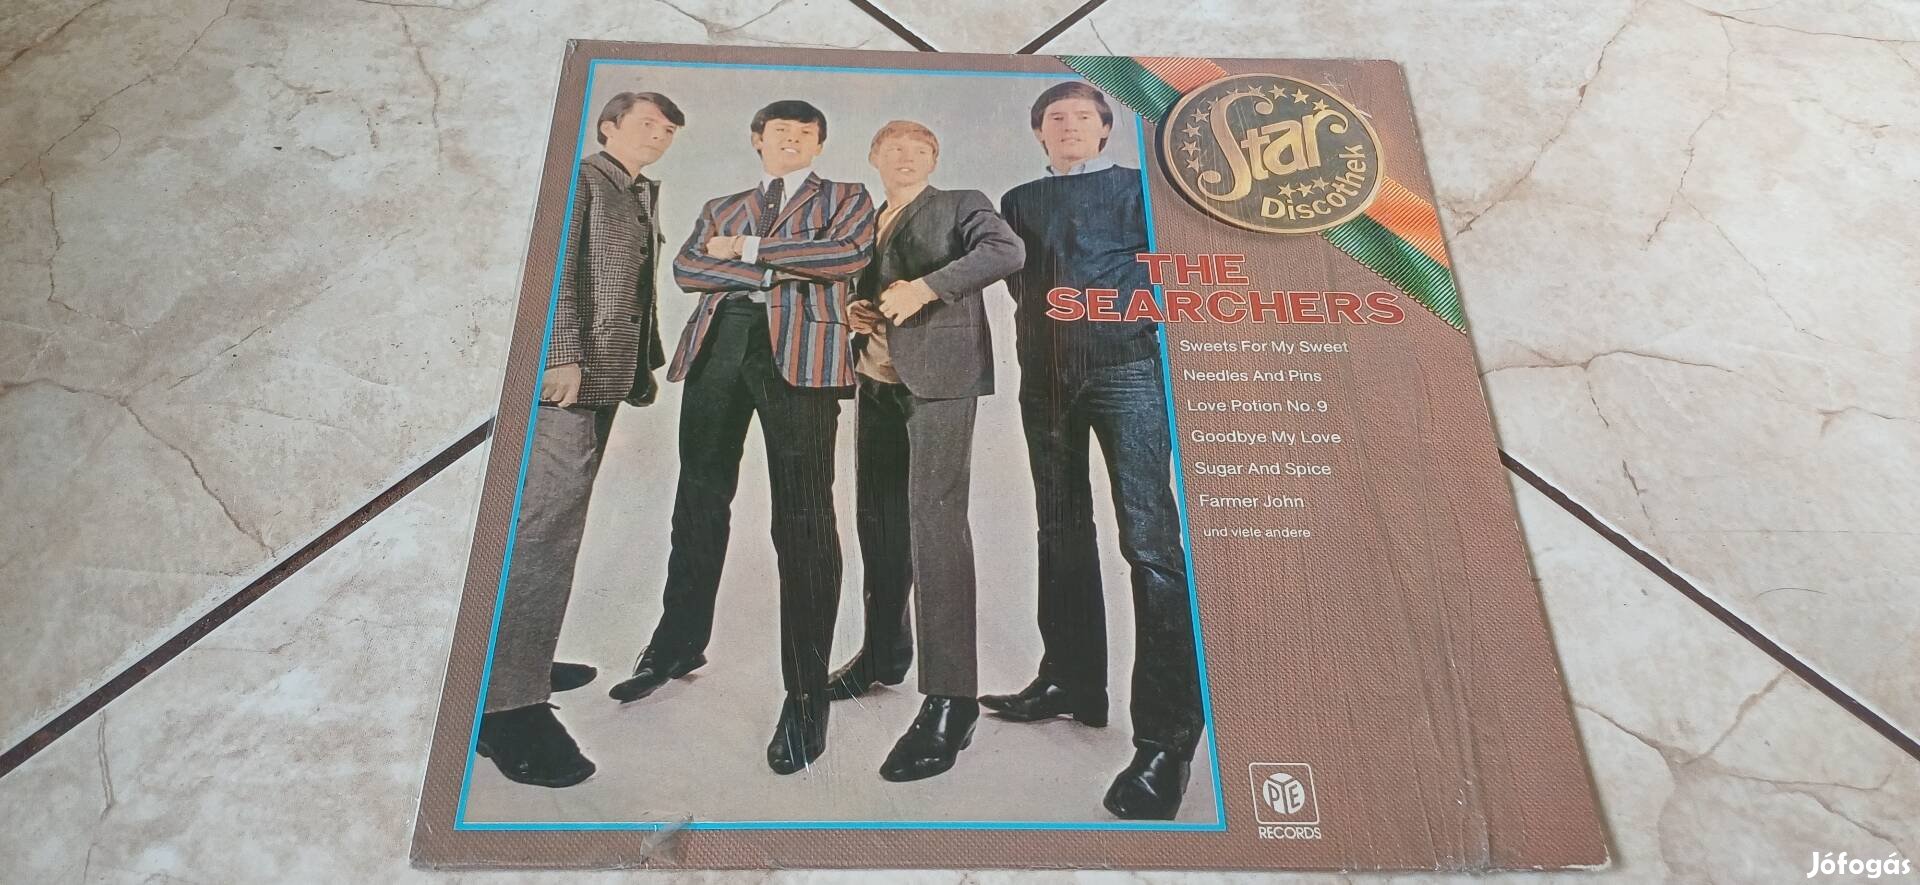 Star
Discothek
THE
SEARCHERS
Sweets For My Sweet
Needles And Pins
Love Potion No. 9
Goodbye My Love
Sugar And Spice
Farmer John
und viele andere
PYE
RECORDS
Jófogás